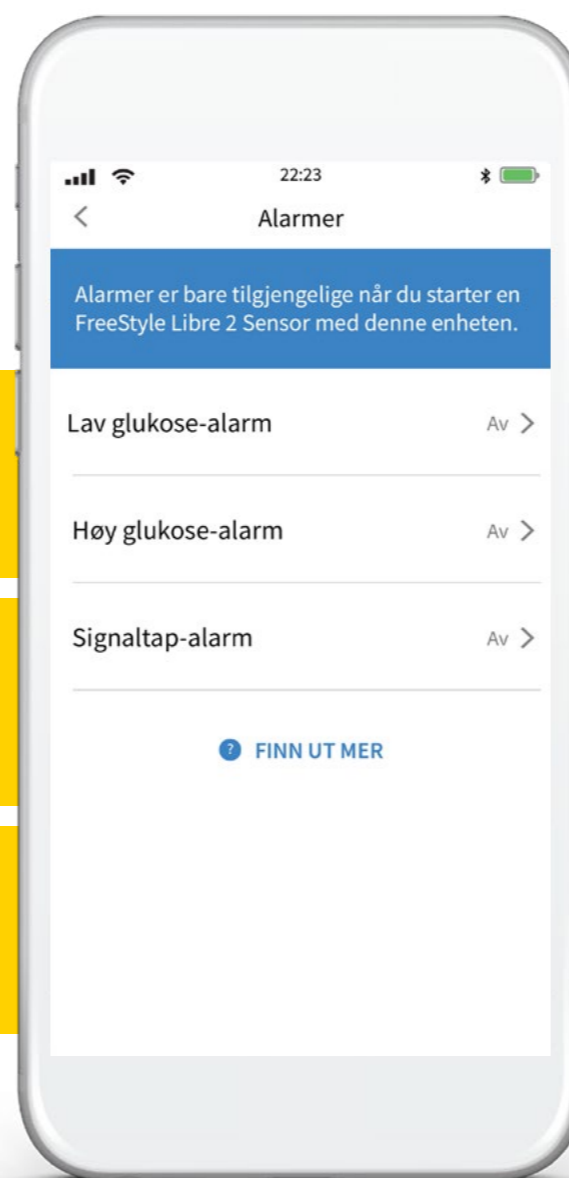 22:23
Alarmer
Alarmer er bare tilgjengelige når du starter en
FreeStyle Libre 2 Sensor med denne enheten.
Lav glukose-alarm Av
Høy glukose-alarm Av
Signaltap-alarm Av
? FINN UT MER